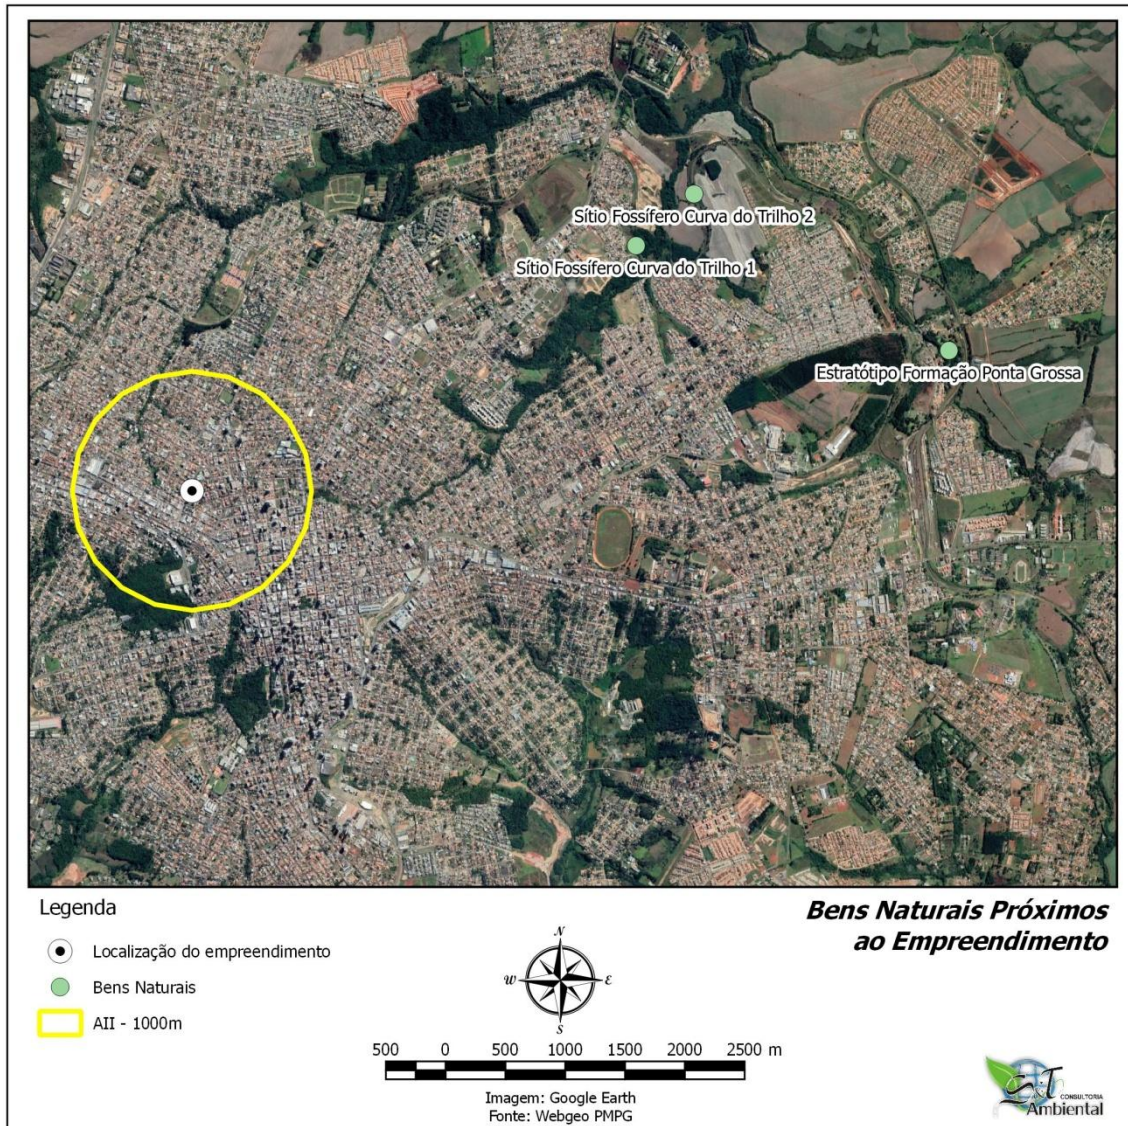 Sítio Fossífero Curva do Trilho 2
Sítio Fossífero Curva do Trilho 1
Estratótipo Formação Ponta Grossa
Legenda
Localização do empreendimento
Bens Naturais
AII - 1000m
Bens Naturais Próximos
ao Empreendimento
N
W
E
S
500 0 500 1000 1500 2000 2500 m
Imagem: Google Earth
Fonte: Webgeo PMPG
S&T
CONSULTORIA
Ambiental